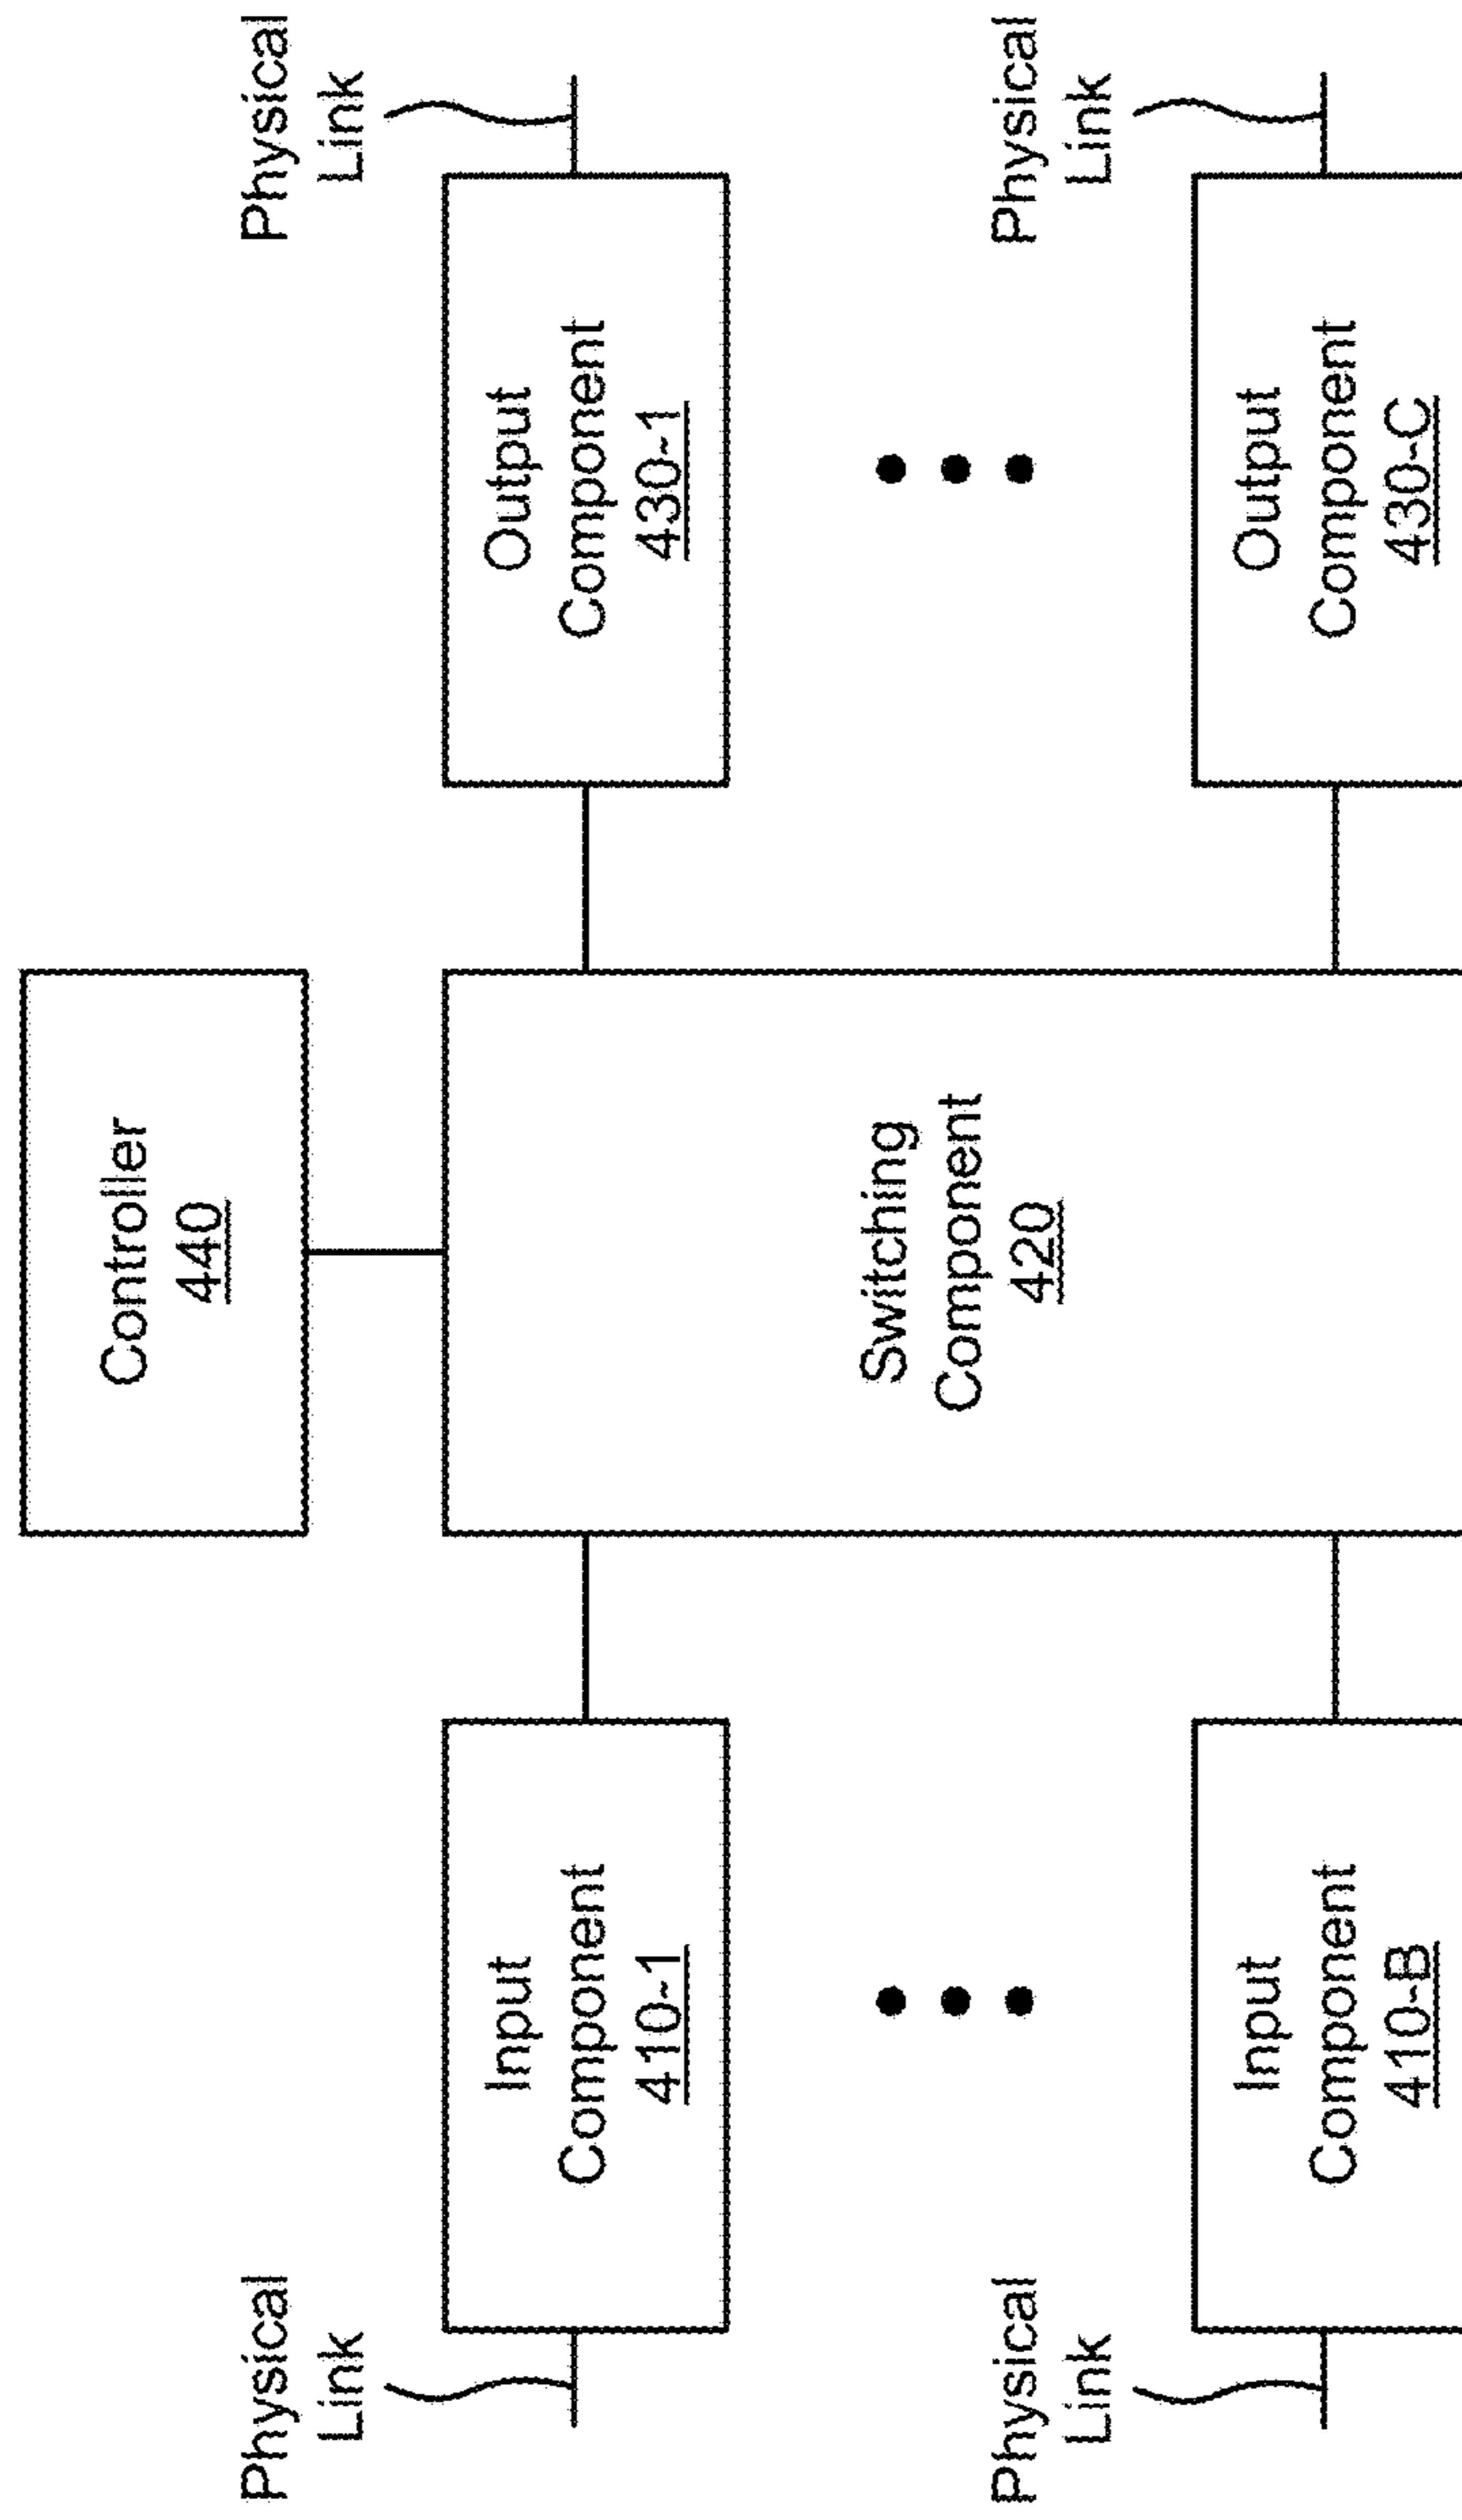 Controller
440
Physical
Link
Physical
Link
Input
Component
410-1
Output
Component
430-1
Switching
Component
420
Physical
Link
Physical
Link
Input
Component
410-B
Output
Component
430-C